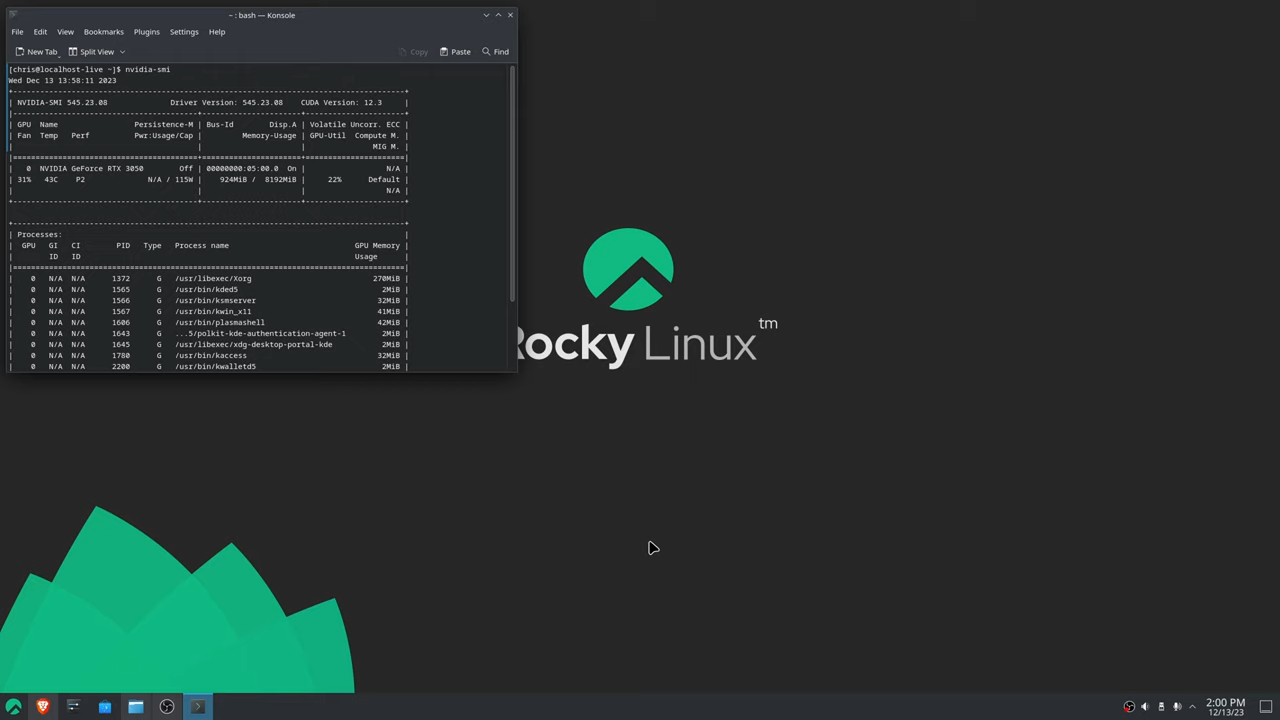 ~ : bash — Konsole
File Edit View Bookmarks Plugins Settings Help
New Tab Split View Copy Paste Find
[chris@localhost-live ~]$ nvidia-smi
Wed Dec 13 13:58:11 2023
+---------------------------------------------------------------------------------------+
| NVIDIA-SMI 545.23.08              Driver Version: 545.23.08    CUDA Version: 12.3     |
|-----------------------------------------+----------------------+----------------------+
| GPU  Name                 Persistence-M | Bus-Id        Disp.A | Volatile Uncorr. ECC |
| Fan  Temp   Perf          Pwr:Usage/Cap |         Memory-Usage | GPU-Util  Compute M. |
|                                         |                      |               MIG M. |
|=========================================+======================+======================|
|   0  NVIDIA GeForce RTX 3050        Off | 00000000:05:00.0  On |                  N/A |
| 31%   43C    P2              N/A / 115W |    924MiB /  8192MiB |     22%      Default |
|                                         |                      |                  N/A |
+-----------------------------------------+----------------------+----------------------+
+---------------------------------------------------------------------------------------+
| Processes:                                                                            |
|  GPU   GI   CI        PID   Type   Process name                            GPU Memory |
|        ID   ID                                                             Usage      |
|=======================================================================================|
|    0   N/A  N/A      1372      G   /usr/libexec/Xorg                           270MiB |
|    0   N/A  N/A      1565      G   /usr/bin/kded5                                2MiB |
|    0   N/A  N/A      1566      G   /usr/bin/ksmserver                           32MiB |
|    0   N/A  N/A      1567      G   /usr/bin/kwin_x11                            41MiB |
|    0   N/A  N/A      1606      G   /usr/bin/plasmashell                         42MiB |
|    0   N/A  N/A      1643      G   ...5/polkit-kde-authentication-agent-1        2MiB |
|    0   N/A  N/A      1645      G   /usr/libexec/xdg-desktop-portal-kde           2MiB |
|    0   N/A  N/A      1780      G   /usr/bin/kaccess                             32MiB |
|    0   N/A  N/A      2200      G   /usr/bin/kwalletd5                            2MiB |
Rocky Linux tm
2:00 PM
12/13/23